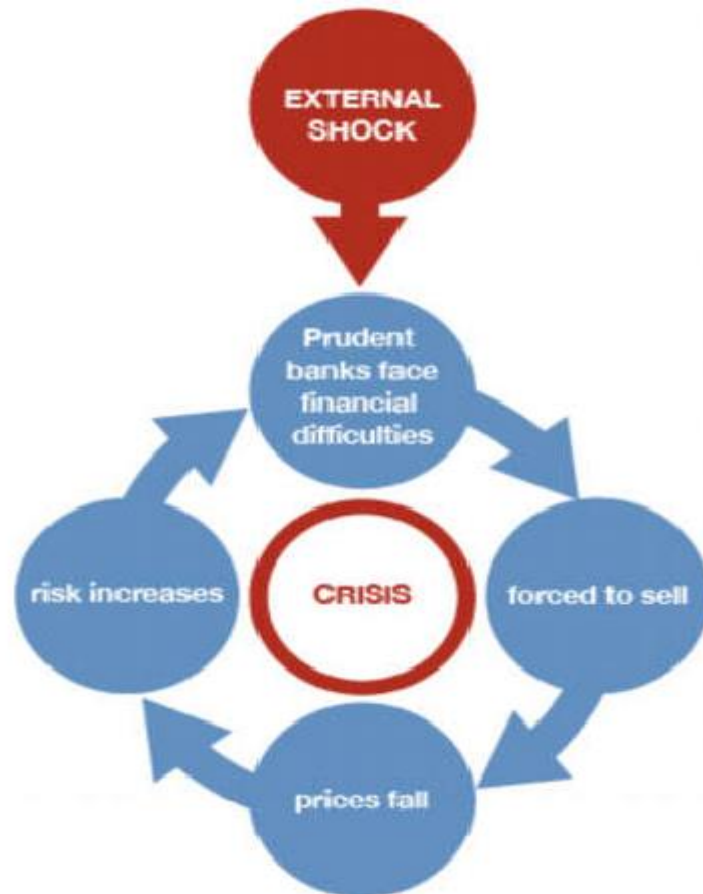 EXTERNAL
SHOCK
Prudent
banks face
financial
difficulties
risk increases
CRISIS
forced to sell
prices fall